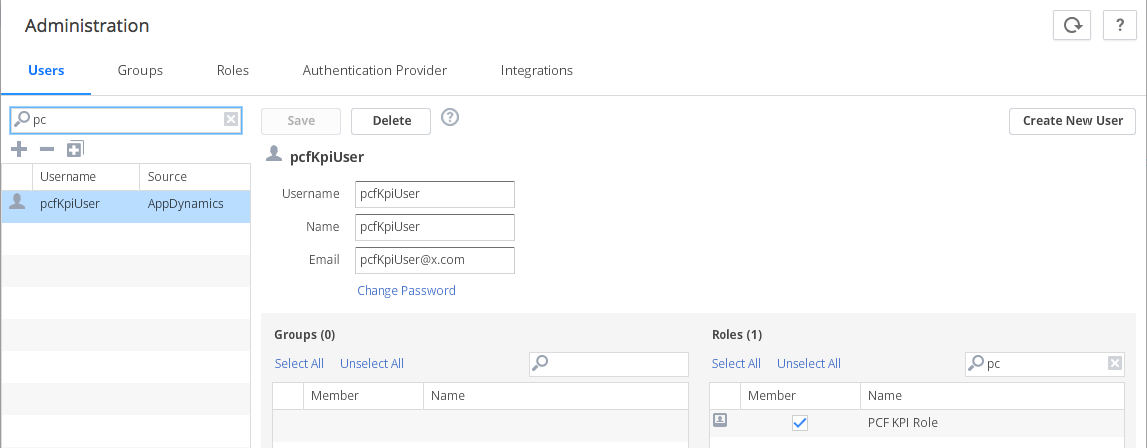 Administration
?
Users Groups Roles Authentication Provider Integrations
pc
Save Delete ? Create New User
Username Source
pcfKpiUser AppDynamics
pcfKpiUser
Username pcfKpiUser
Name pcfKpiUser
Email pcfKpiUser@x.com
Change Password
Groups (0)
Select All Unselect All
Member Name
Roles (1)
Select All Unselect All pc
Member Name
PCF KPI Role